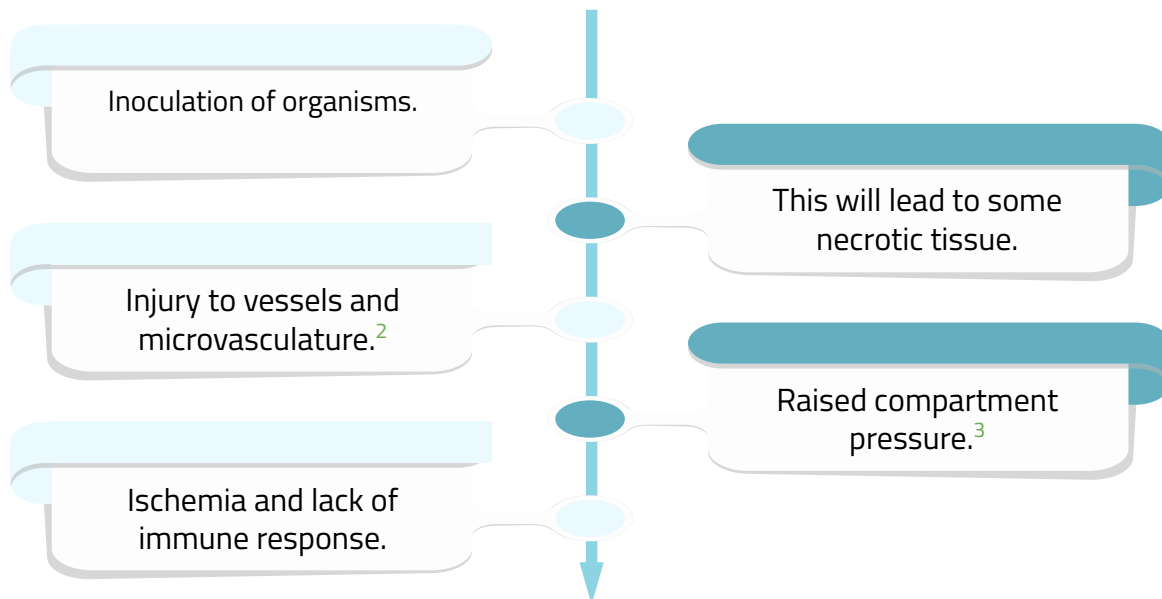 Inoculation of organisms.
This will lead to some
necrotic tissue.
Injury to vessels and
microvasculature.2
Raised compartment
pressure.3
Ischemia and lack of
immune response.